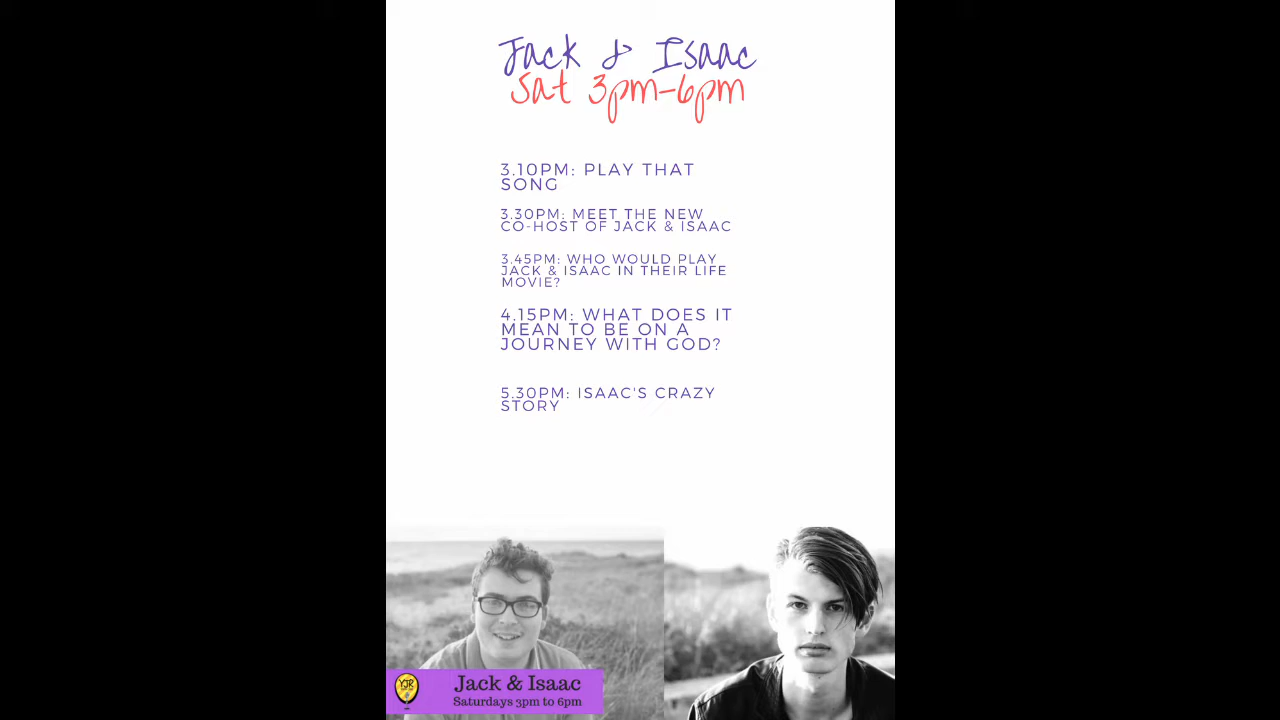 Jack & Isaac
Sat 3pm-6pm
3.10PM: PLAY THAT
SONG
3.30PM: MEET THE NEW
CO-HOST OF JACK & ISAAC
3.45PM: WHO WOULD PLAY
JACK & ISAAC IN THEIR LIFE
MOVIE?
4.15PM: WHAT DOES IT
MEAN TO BE ON A
JOURNEY WITH GOD?
5.30PM: ISAAC'S CRAZY
STORY
YJR
Jack & Isaac
Saturdays 3pm to 6pm